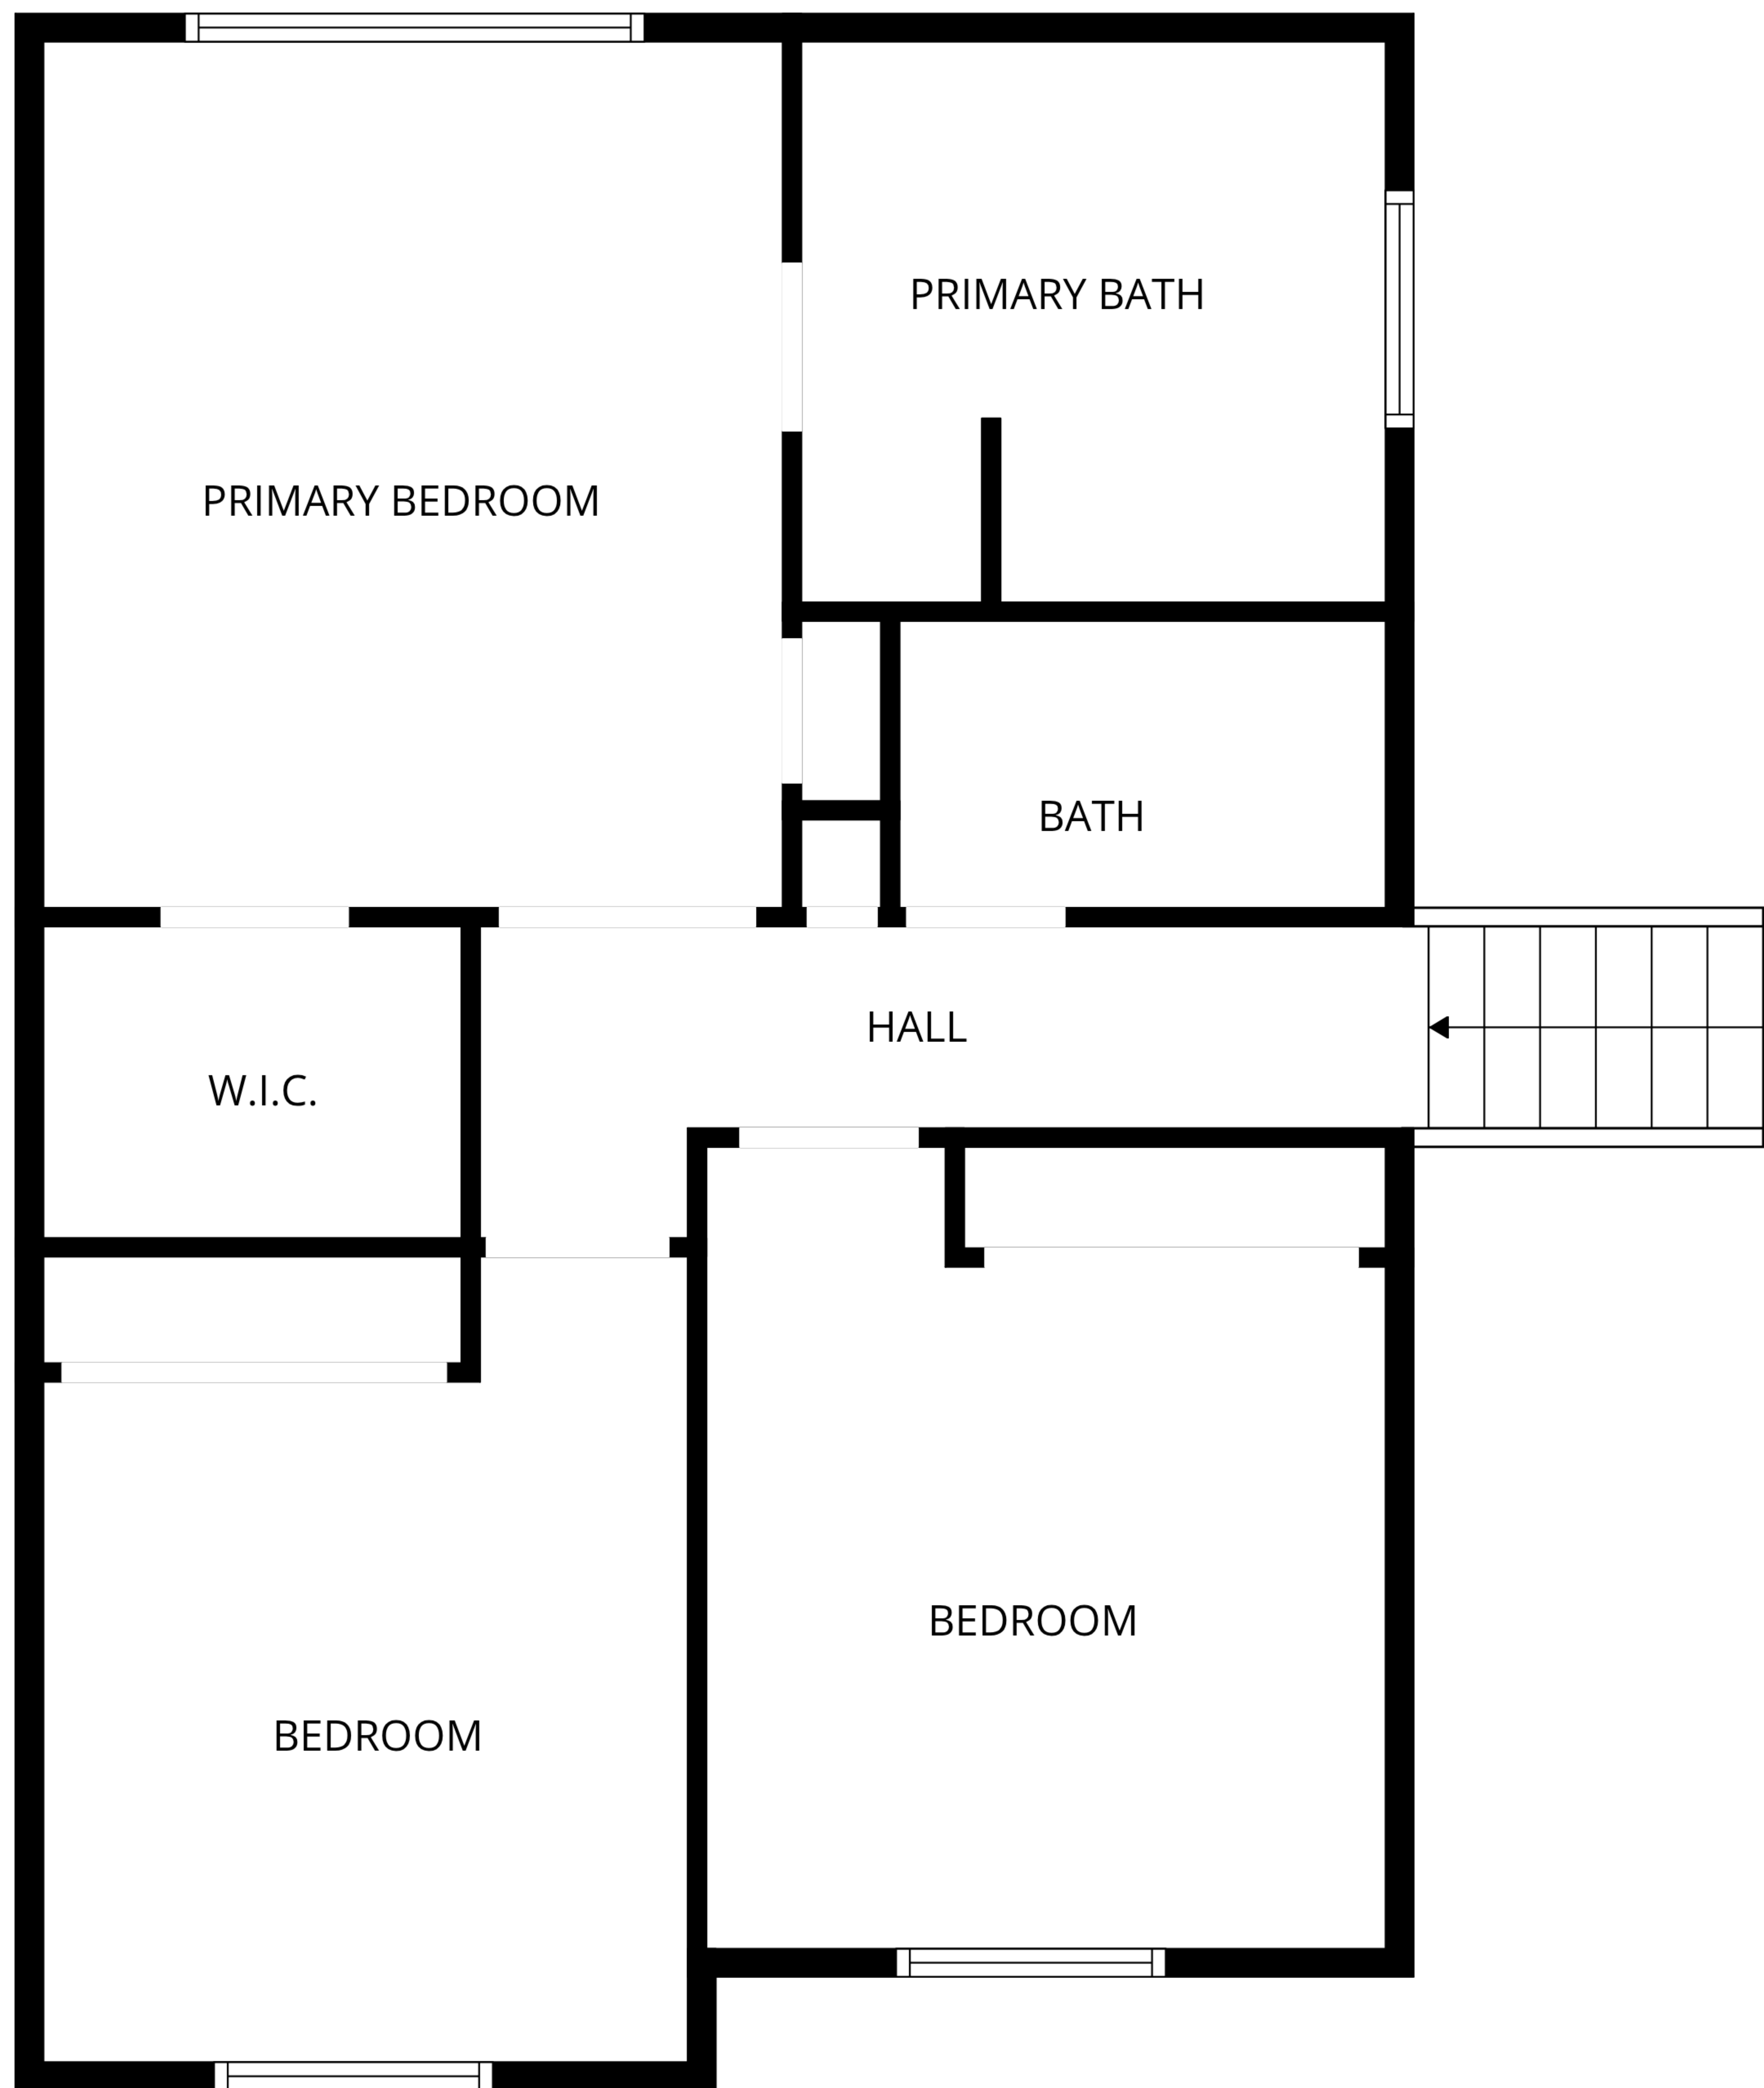 PRIMARY BATH
PRIMARY BEDROOM
BATH
HALL
W.I.C.
BEDROOM
BEDROOM